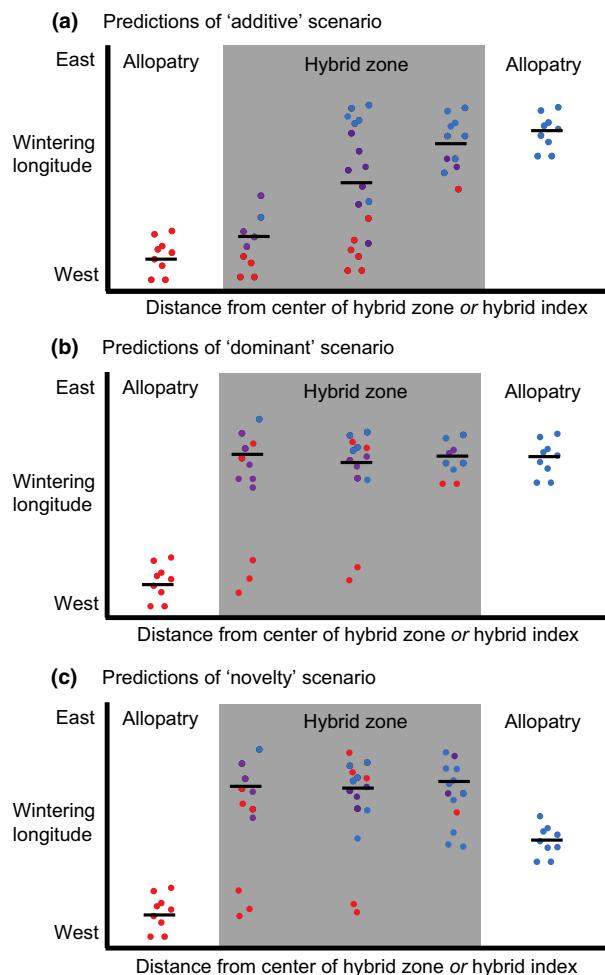 (a) Predictions of ‘additive’ scenario
East
Allopatry
Hybrid zone
Allopatry
Wintering
longitude
West
Distance from center of hybrid zone or hybrid index
(b) Predictions of ‘dominant’ scenario
East
Allopatry
Hybrid zone
Allopatry
Wintering
longitude
West
Distance from center of hybrid zone or hybrid index
(c) Predictions of ‘novelty’ scenario
East
Allopatry
Hybrid zone
Allopatry
Wintering
longitude
West
Distance from center of hybrid zone or hybrid index